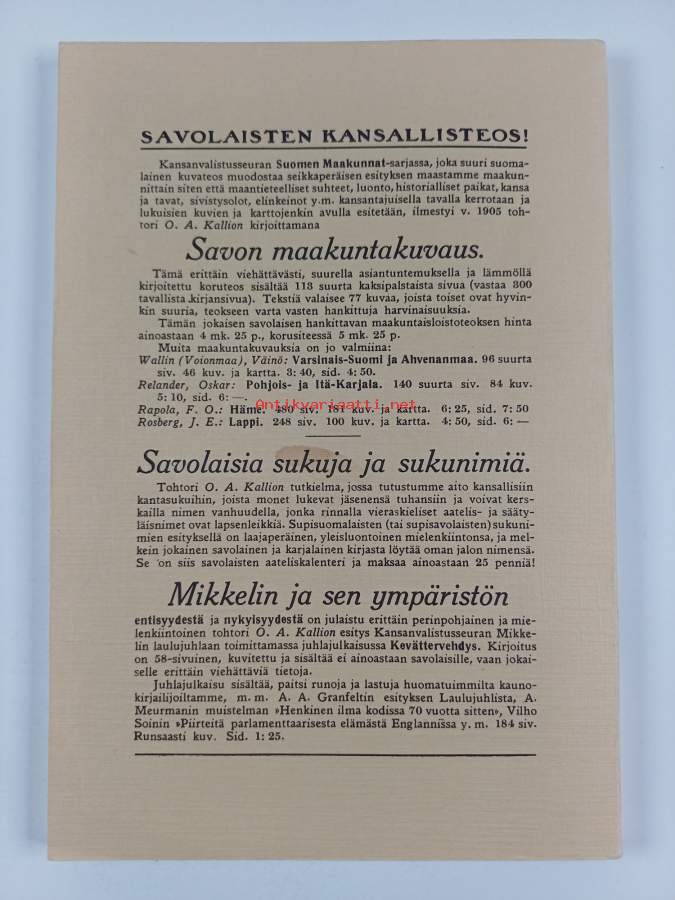 SAVOLAISTEN KANSALLISTEOS!
Kansanvalistusseuran Suomen Maakunnat-sarjassa, joka suuri suoma-
lainen kuvateos muodostaa seikkaperäisen esityksen maastamme maakun-
nittain siten että maantieteelliset suhteet, luonto, historialliset paikat, kansa
ja tavat, sivistysolot, elinkeinot y.m. kansantajuisella tavalla kerrotaan ja
lukuisien kuvien ja karttojenkin avulla esitetään, ilmestyi v. 1905 toh-
tori O. A. Kallion kirjoittamana
Savon maakuntakuvaus.
Tämä erittäin viehättävästi, suurella asiantuntemuksella ja lämmöllä
kirjoitettu koruteos sisältää 113 suurta kaksipalstaista sivua (vastaa 300
tavallista kirjansivua). Tekstiä valaisee 77 kuvaa, joista toiset ovat hyvin-
kin suuria, teokseen varta vasten hankittuja harvinaisuuksia.
Tämän jokaisen savolaisen hankittavan maakuntaisloistoteoksen hinta
ainoastaan 4 mk. 25 p., korusiteessä 5 mk. 25 p.
Muita maakuntakuvauksia on jo valmiina:
Wallin (Voionmaa), Väinö: Varsinais-Suomi ja Ahvenanmaa. 96 suurta
siv. 46 kuv. ja kartta. 3: 40, sid. 4: 50.
Relander, Oskar: Pohjois- ja Itä-Karjala. 140 suurta siv. 84 kuv.
5: 10, sid. 6: —.
Antikvariaatti.net
Rapola, F. O.: Häme. 480 siv. 187 kuv. ja kartta. 6: 25, sid. 7: 50
Rosberg, J. E.: Lappi. 248 siv. 100 kuv. ja kartta. 4: 50, sid. 6: —
Savolaisia sukuja ja sukunimiä.
Tohtori O. A. Kallion tutkielma, jossa tutustumme aito kansallisiin
kantasukuihin, joista monet lukevat jäsenensä tuhansiin ja voivat kers-
kailla nimen vanhuudella, jonka rinnalla vieraskieliset aatelis- ja sääty-
läisnimet ovat lapsenleikkiä. Supisuomalaisten (tai supisavolaisten) sukuni-
mien esityksellä on laajaperäinen, yleisluontoinen mielenkiintonsa, ja mel-
kein jokainen savolainen ja karjalainen kirjasta löytää oman jalon nimensä.
Se on siis savolaisten aateliskalenteri ja maksaa ainoastaan 25 penniä!
Mikkelin ja sen ympäristön
entisyydestä ja nykyisyydestä on julaistu erittäin perinpohjainen ja mie-
lenkiintoinen tohtori O. A. Kallion esitys Kansanvalistusseuran Mikke-
lin laulujuhlaan toimittamassa juhlajulkaisussa Kevättervehdys. Kirjoitus
on 58-sivuinen, kuvitettu ja sisältää ei ainoastaan savolaisille, vaan jokai-
selle erittäin viehättäviä tietoja.
Juhlajulkaisu sisältää, paitsi runoja ja lastuja huomatuimmilta kauno-
kirjailijoiltamme, m. m. A. A. Granfeltin esityksen Laulujuhlista, A.
Meurmanin muistelman »Henkinen ilma kodissa 70 vuotta sitten», Vilho
Soinin »Piirteitä parlamenttaarisesta elämästä Englannissa y. m. 184 siv.
Runsaasti kuv. Sid. 1: 25.